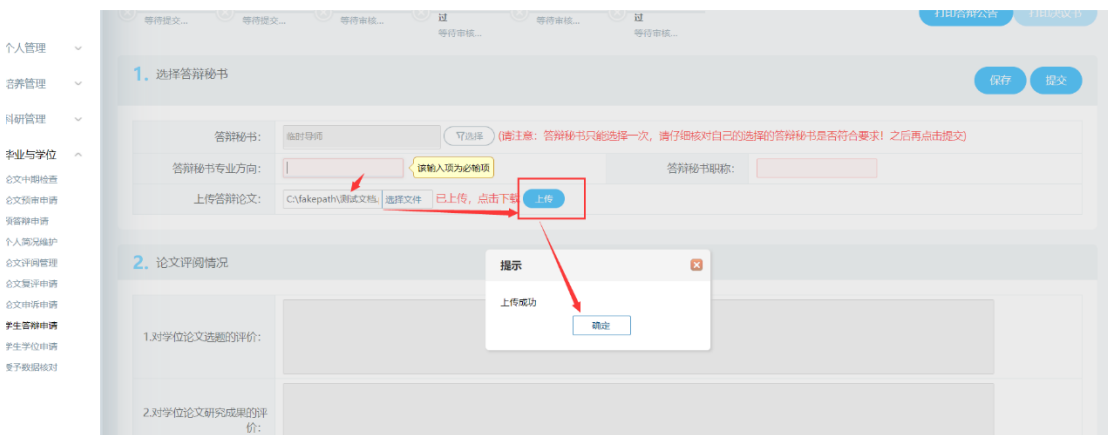 等待提交...
等待提交...
等待审核...
过
等待审核...
等待审核...
过
等待审核...
打印答辩公告
打印决议书
个人管理
培养管理
科研管理
毕业与学位
论文中期检查
论文预审申请
预答辩申请
个人简况维护
论文评阅管理
论文复评申请
论文申诉申请
学生答辩申请
学生学位申请
授予数据核对
1. 选择答辩秘书
保存
提交
答辩秘书:
临时导师
选择
(请注意：答辩秘书只能选择一次，请仔细核对自己的选择的答辩秘书是否符合要求！之后再点击提交)
答辩秘书专业方向:
该输入项为必输项
答辩秘书职称:
上传答辩论文:
C:\fakepath\测试文档.
选择文件
已上传，点击下载
上传
2. 论文评阅情况
提示
上传成功
确定
1.对学位论文选题的评价:
2.对学位论文研究成果的评
价: